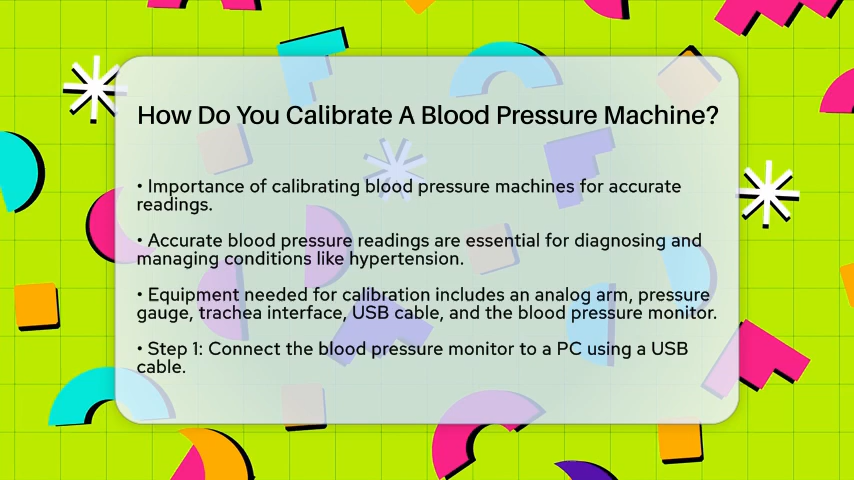 How Do You Calibrate A Blood Pressure Machine?
• Importance of calibrating blood pressure machines for accurate
readings.
• Accurate blood pressure readings are essential for diagnosing and
managing conditions like hypertension.
• Equipment needed for calibration includes an analog arm, pressure
gauge, trachea interface, USB cable, and the blood pressure monitor.
• Step 1: Connect the blood pressure monitor to a PC using a USB
cable.